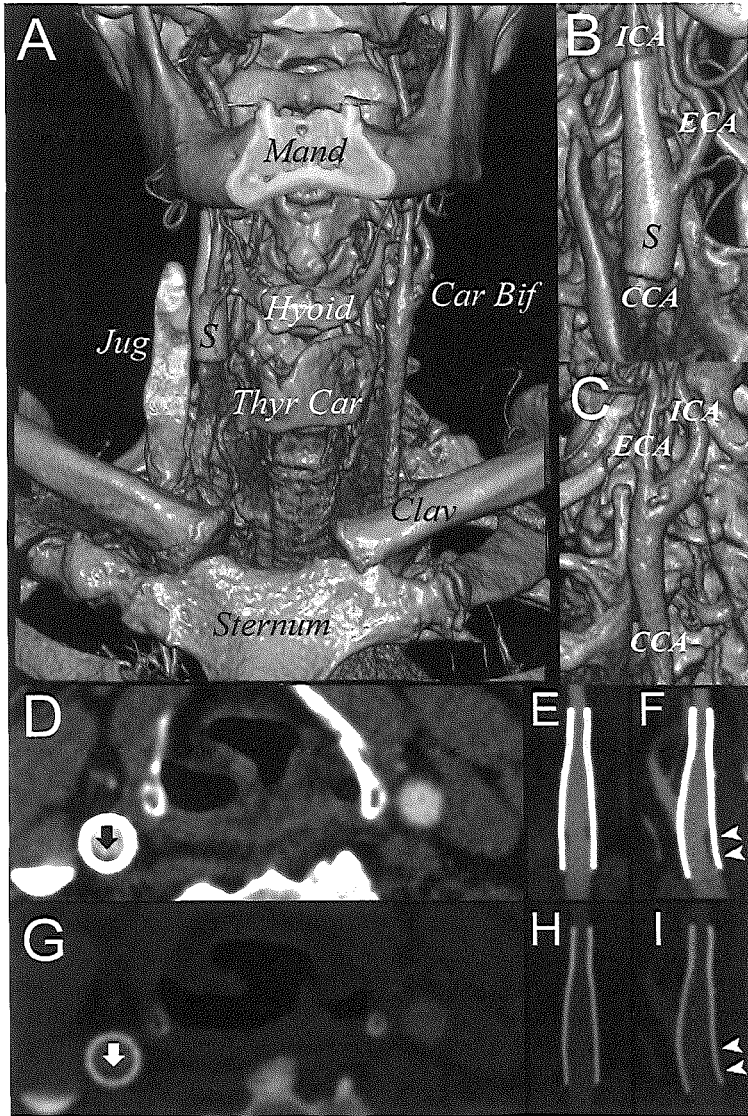 A
Mand
Hyoid
Car Bif
Jug
S
Thyr Car
Clav
Sternum
B
ICA
ECA
S
CCA
C
ICA
ECA
CCA
D
E
F
G
H
I